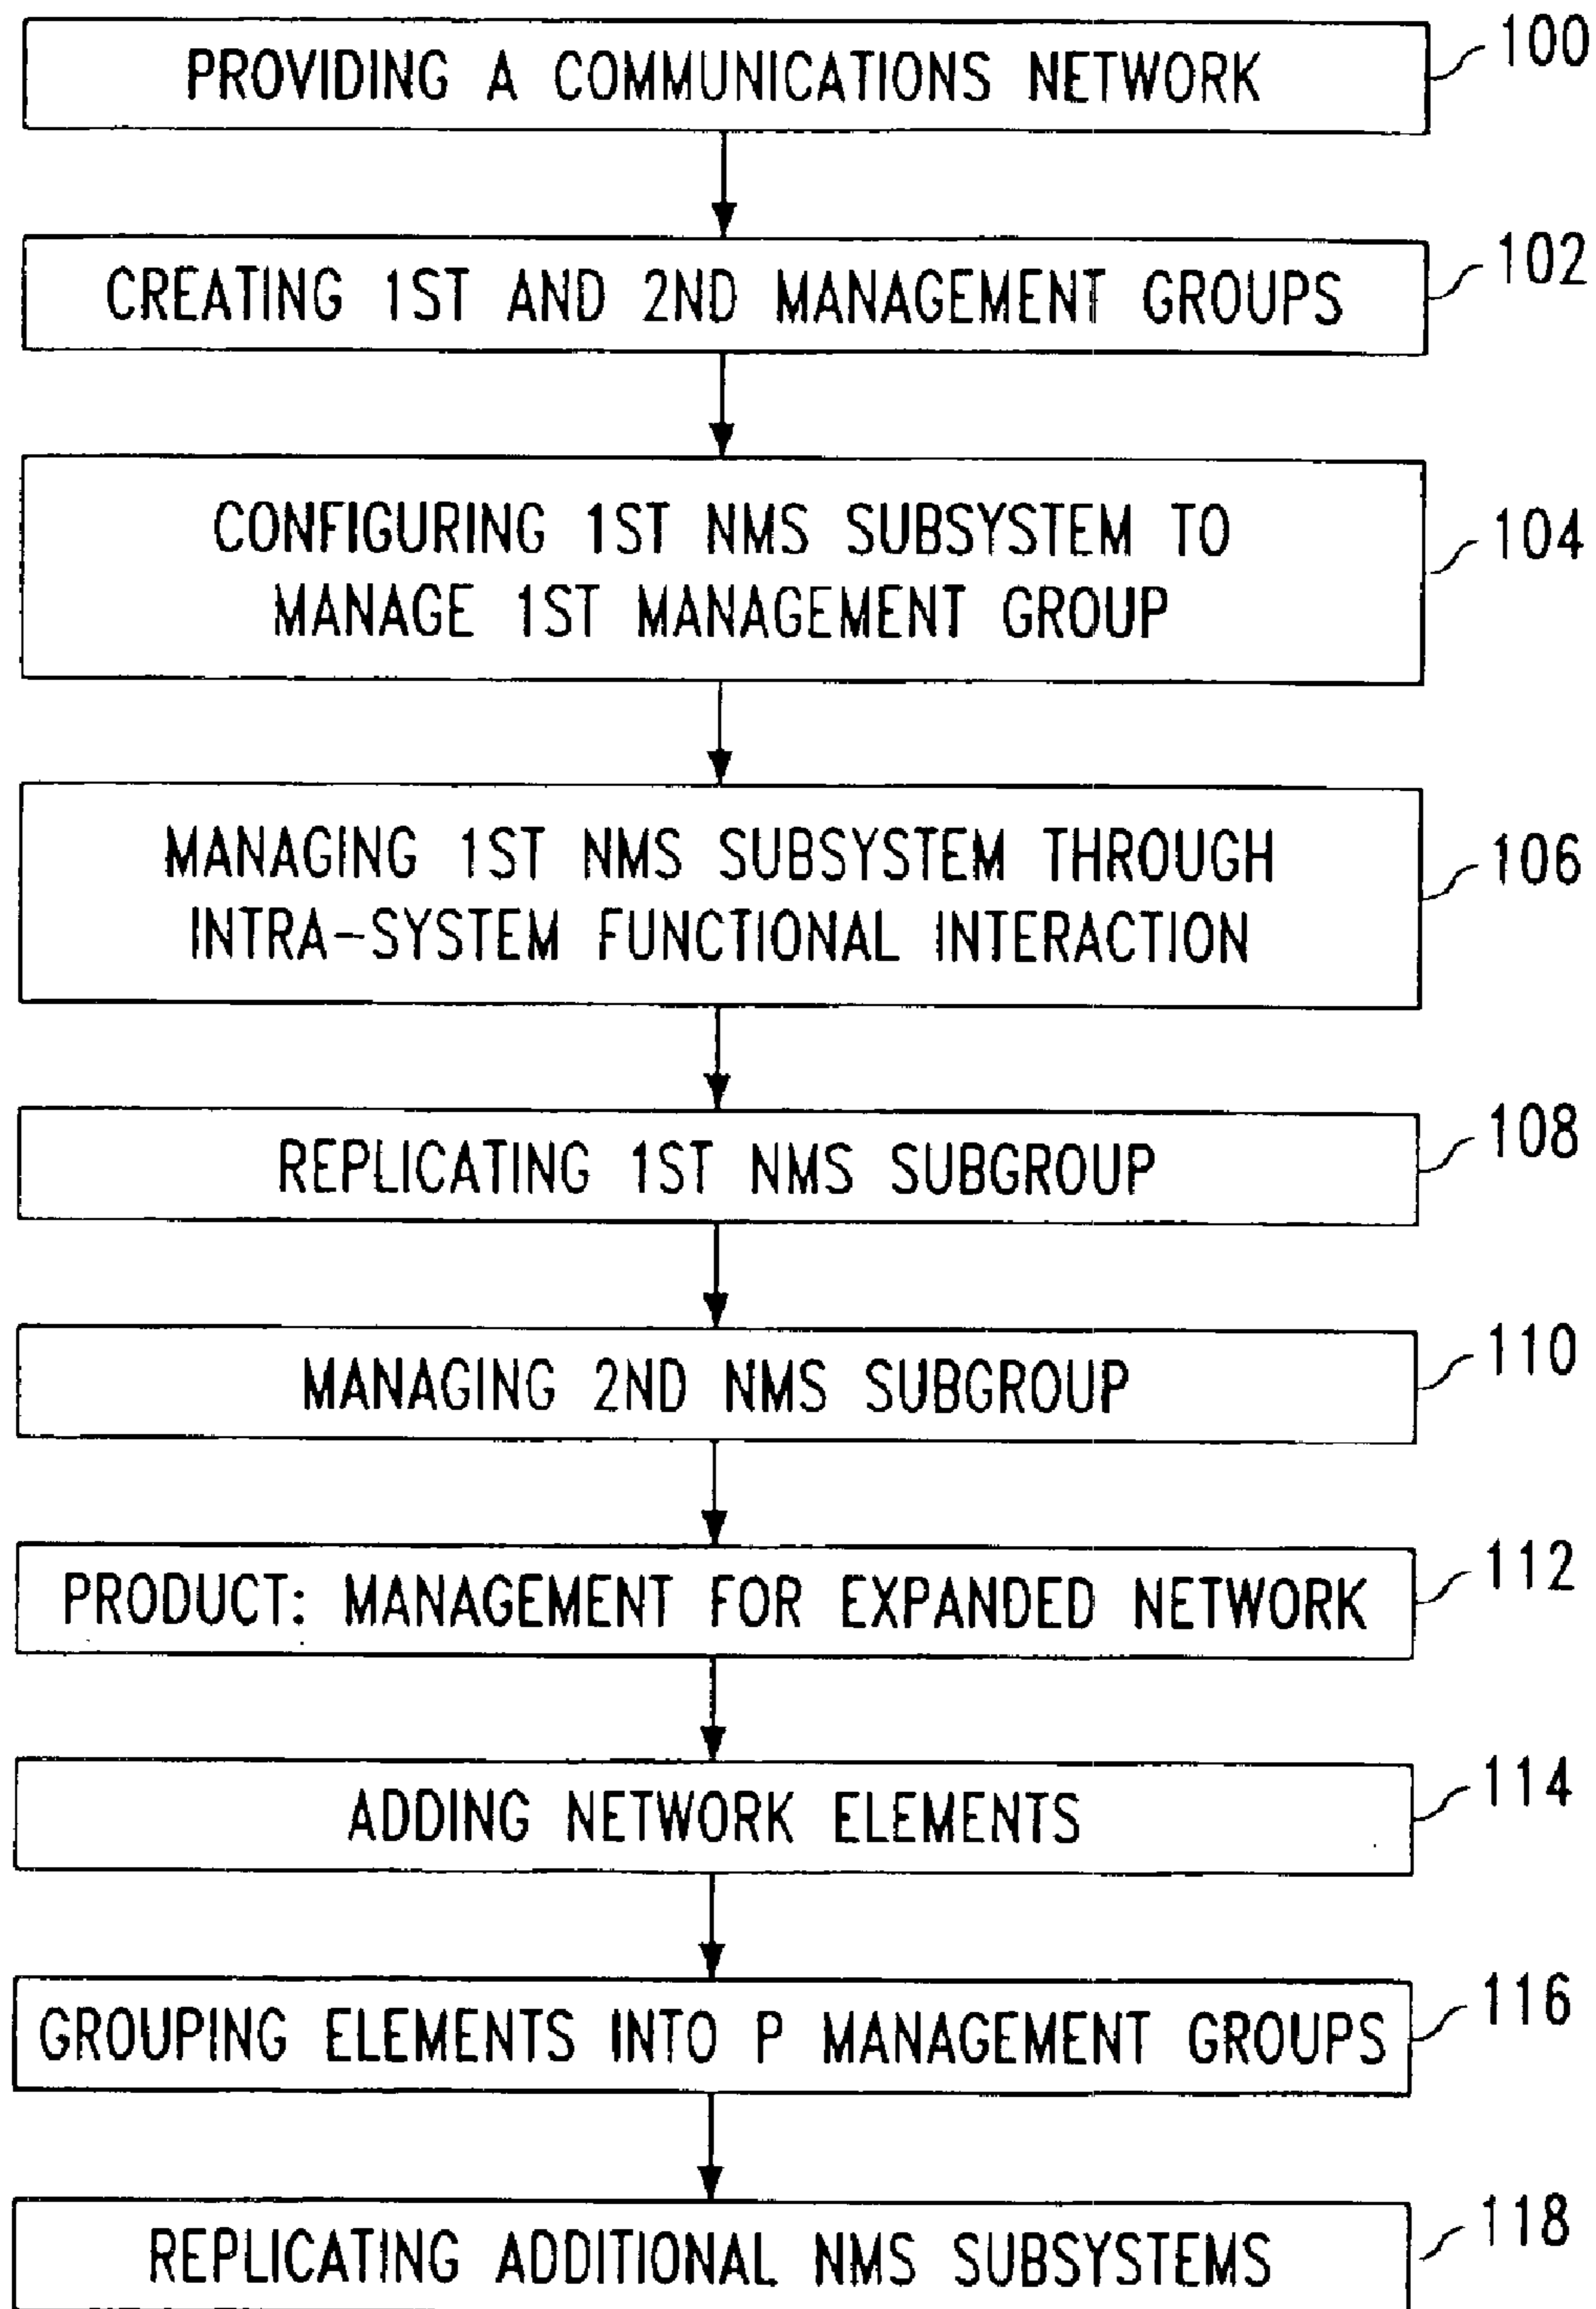 PROVIDING A COMMUNICATIONS NETWORK
100
CREATING 1ST AND 2ND MANAGEMENT GROUPS
102
CONFIGURING 1ST NMS SUBSYSTEM TO
MANAGE 1ST MANAGEMENT GROUP
104
MANAGING 1ST NMS SUBSYSTEM THROUGH
INTRA-SYSTEM FUNCTIONAL INTERACTION
106
REPLICATING 1ST NMS SUBGROUP
108
MANAGING 2ND NMS SUBGROUP
110
PRODUCT: MANAGEMENT FOR EXPANDED NETWORK
112
ADDING NETWORK ELEMENTS
114
GROUPING ELEMENTS INTO P MANAGEMENT GROUPS
116
REPLICATING ADDITIONAL NMS SUBSYSTEMS
118